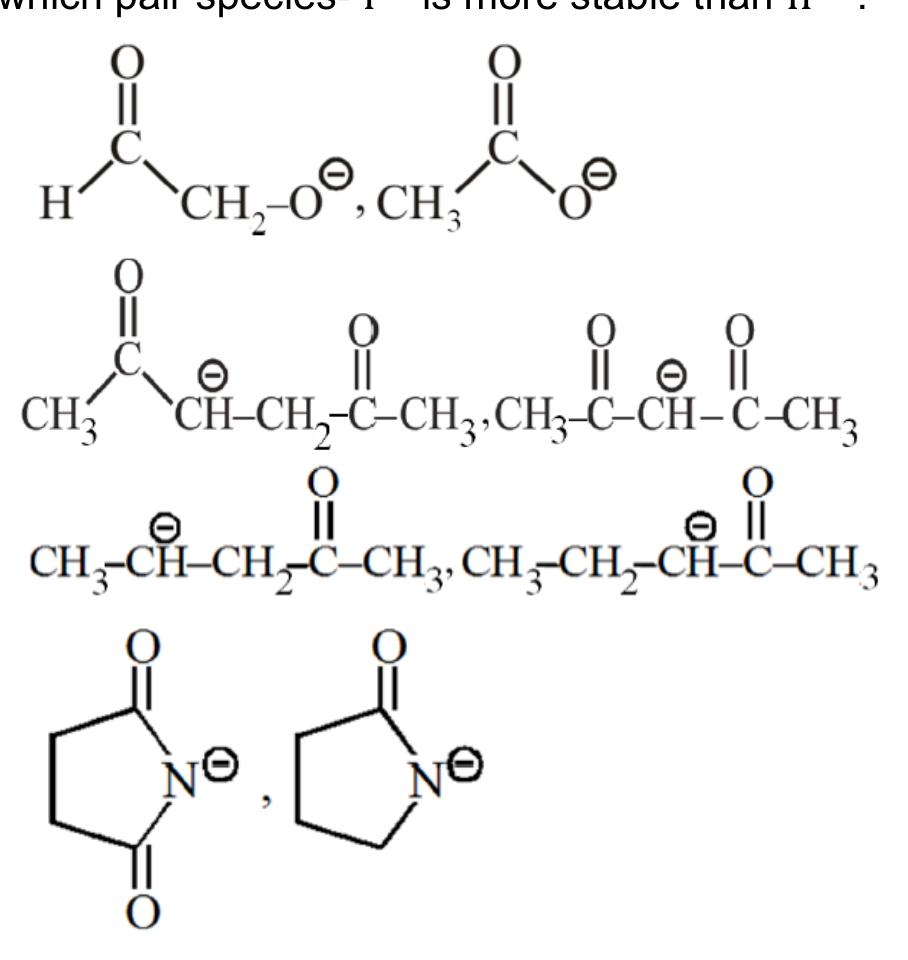 which pair species- I is more stable than II :
O O
H C CH₂–O⊖, CH₃ C O⊖
O O O O
CH₃ C CH⊖–CH₂–C–CH₃, CH₃–C–CH⊖–C–CH₃
O O
CH₃–CH⊖–CH₂–C–CH₃, CH₃–CH₂–CH⊖–C–CH₃
O O
N⊖ , N⊖
O